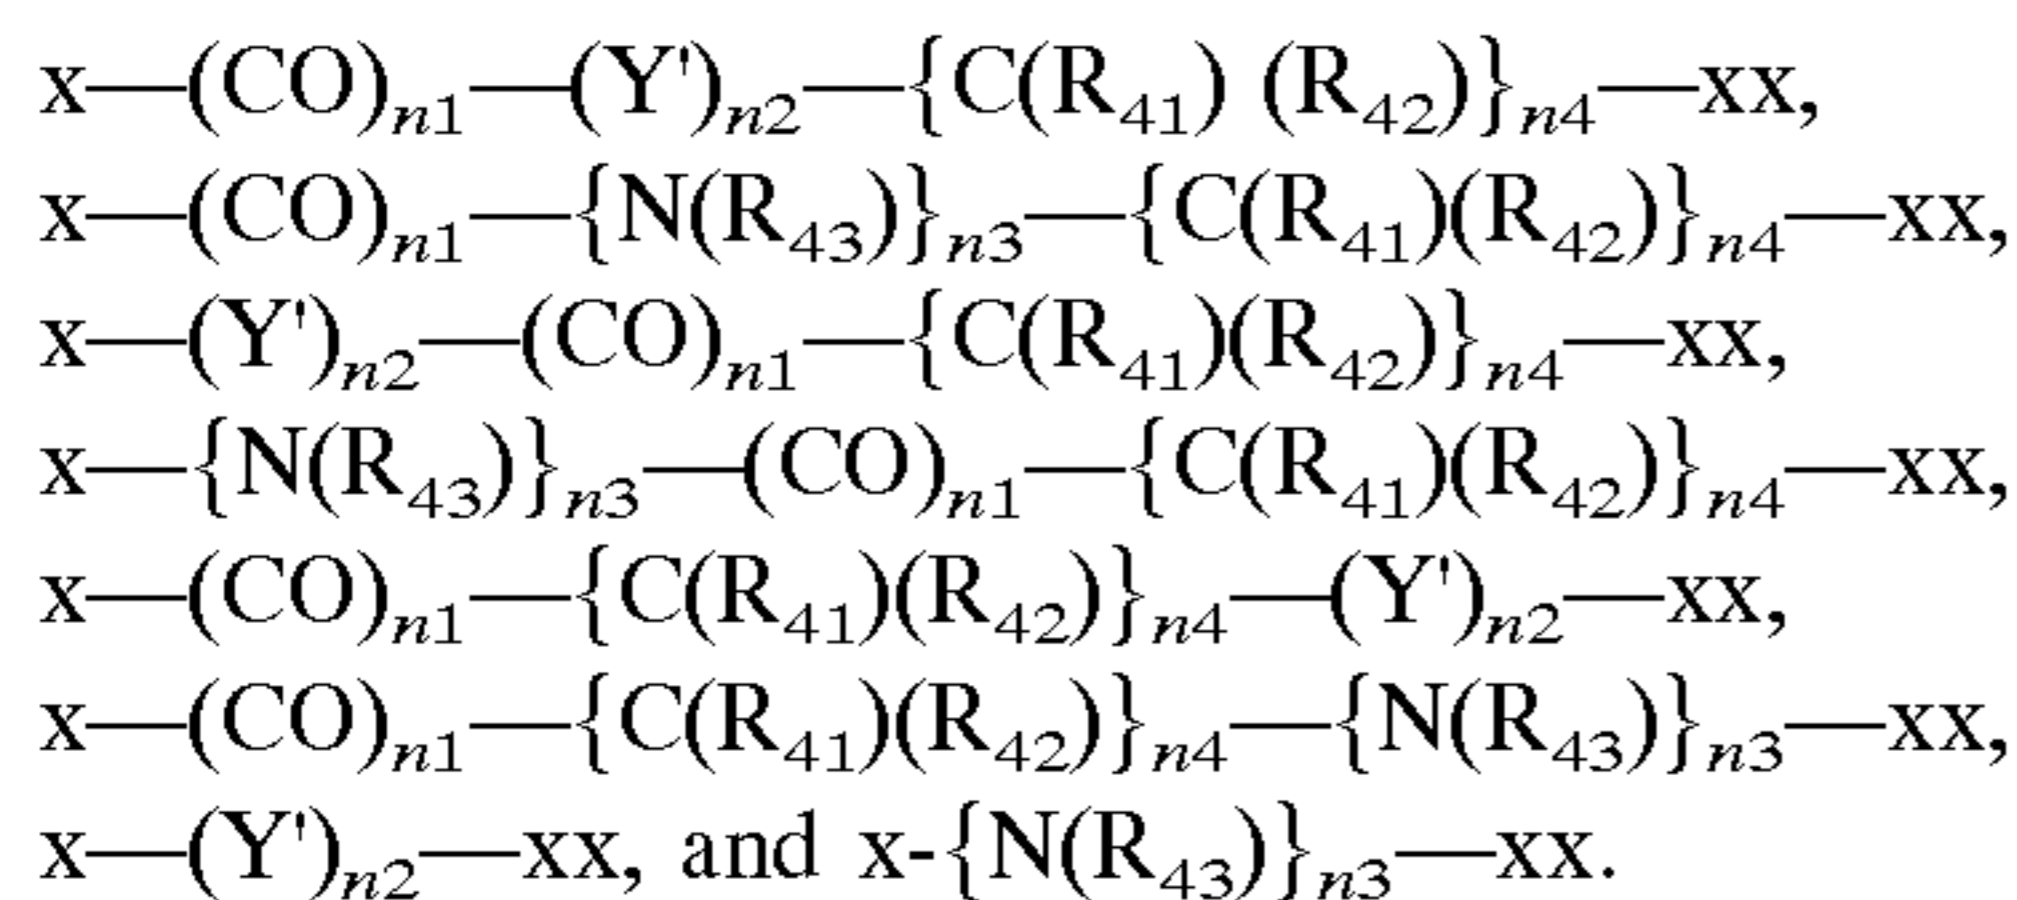 x—(CO)n1—(Y')n2—{C(R41) (R42)}n4—xx,
x—(CO)n1—{N(R43)}n3—{C(R41)(R42)}n4—xx,
x—(Y')n2—(CO)n1—{C(R41)(R42)}n4—xx,
x—{N(R43)}n3—(CO)n1—{C(R41)(R42)}n4—xx,
x—(CO)n1—{C(R41)(R42)}n4—(Y')n2—xx,
x—(CO)n1—{C(R41)(R42)}n4—{N(R43)}n3—xx,
x—(Y')n2—xx, and x-{N(R43)}n3—xx.